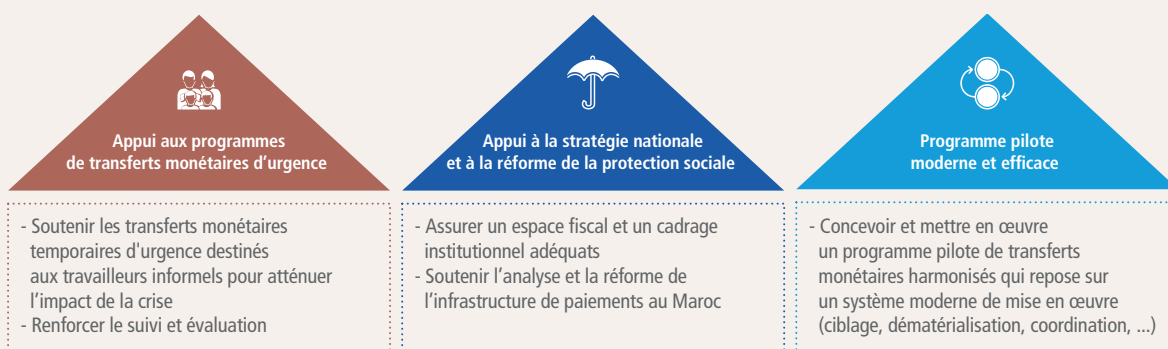 Appui aux programmes
de transferts monétaires d’urgence
- Soutenir les transferts monétaires
temporaires d'urgence destinés
aux travailleurs informels pour atténuer
l’impact de la crise
- Renforcer le suivi et évaluation
Appui à la stratégie nationale
et à la réforme de la protection sociale
- Assurer un espace fiscal et un cadrage
institutionnel adéquats
- Soutenir l’analyse et la réforme de
l’infrastructure de paiements au Maroc
Programme pilote
moderne et efficace
- Concevoir et mettre en œuvre
un programme pilote de transferts
monétaires harmonisés qui repose sur
un système moderne de mise en œuvre
(ciblage, dématérialisation, coordination, ...)